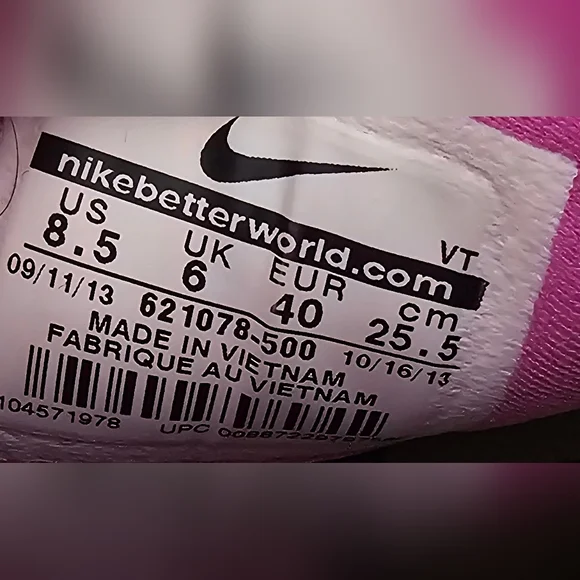 nikebetterworld.com
VT
US UK EUR cm
8.5 6 40 25.5
09/11/13 621078-500 10/16/13
MADE IN VIETNAM
FABRIQUE AU VIETNAM
104571978 UPC